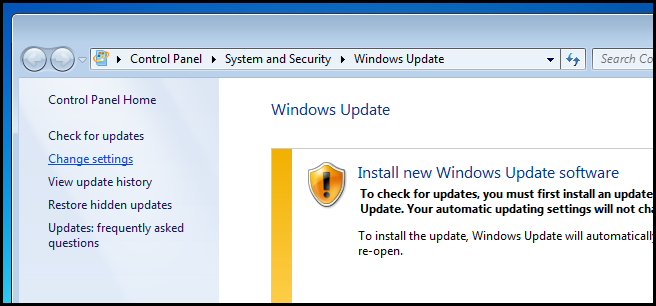 Control Panel System and Security Windows Update Search Co
Control Panel Home
Check for updates
Change settings
View update history
Restore hidden updates
Updates: frequently asked
questions
Windows Update
Install new Windows Update software
To check for updates, you must first install an update
Update. Your automatic updating settings will not cha
To install the update, Windows Update will automatically
re-open.